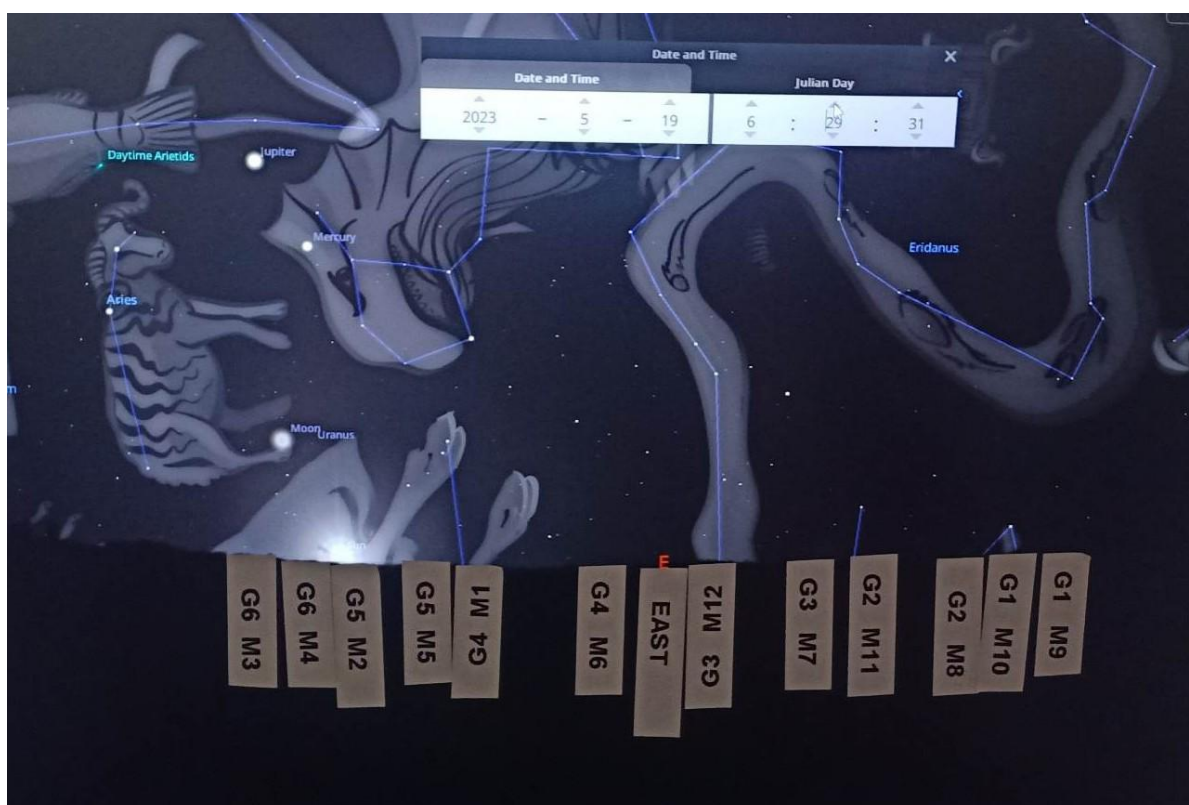 Date and Time
Date and Time
Julian Day
2023 - 5 - 19
6 : 29 : 31
Daytime Arietids
Jupiter
Mercury
Eridanus
Aries
Moon
Uranus
E
G6 M3
G6 M4
G5 M2
G5 M5
G4 M1
G4 M6
EAST
G3 M12
G3 M7
G2 M11
G2 M8
G1 M10
G1 M9